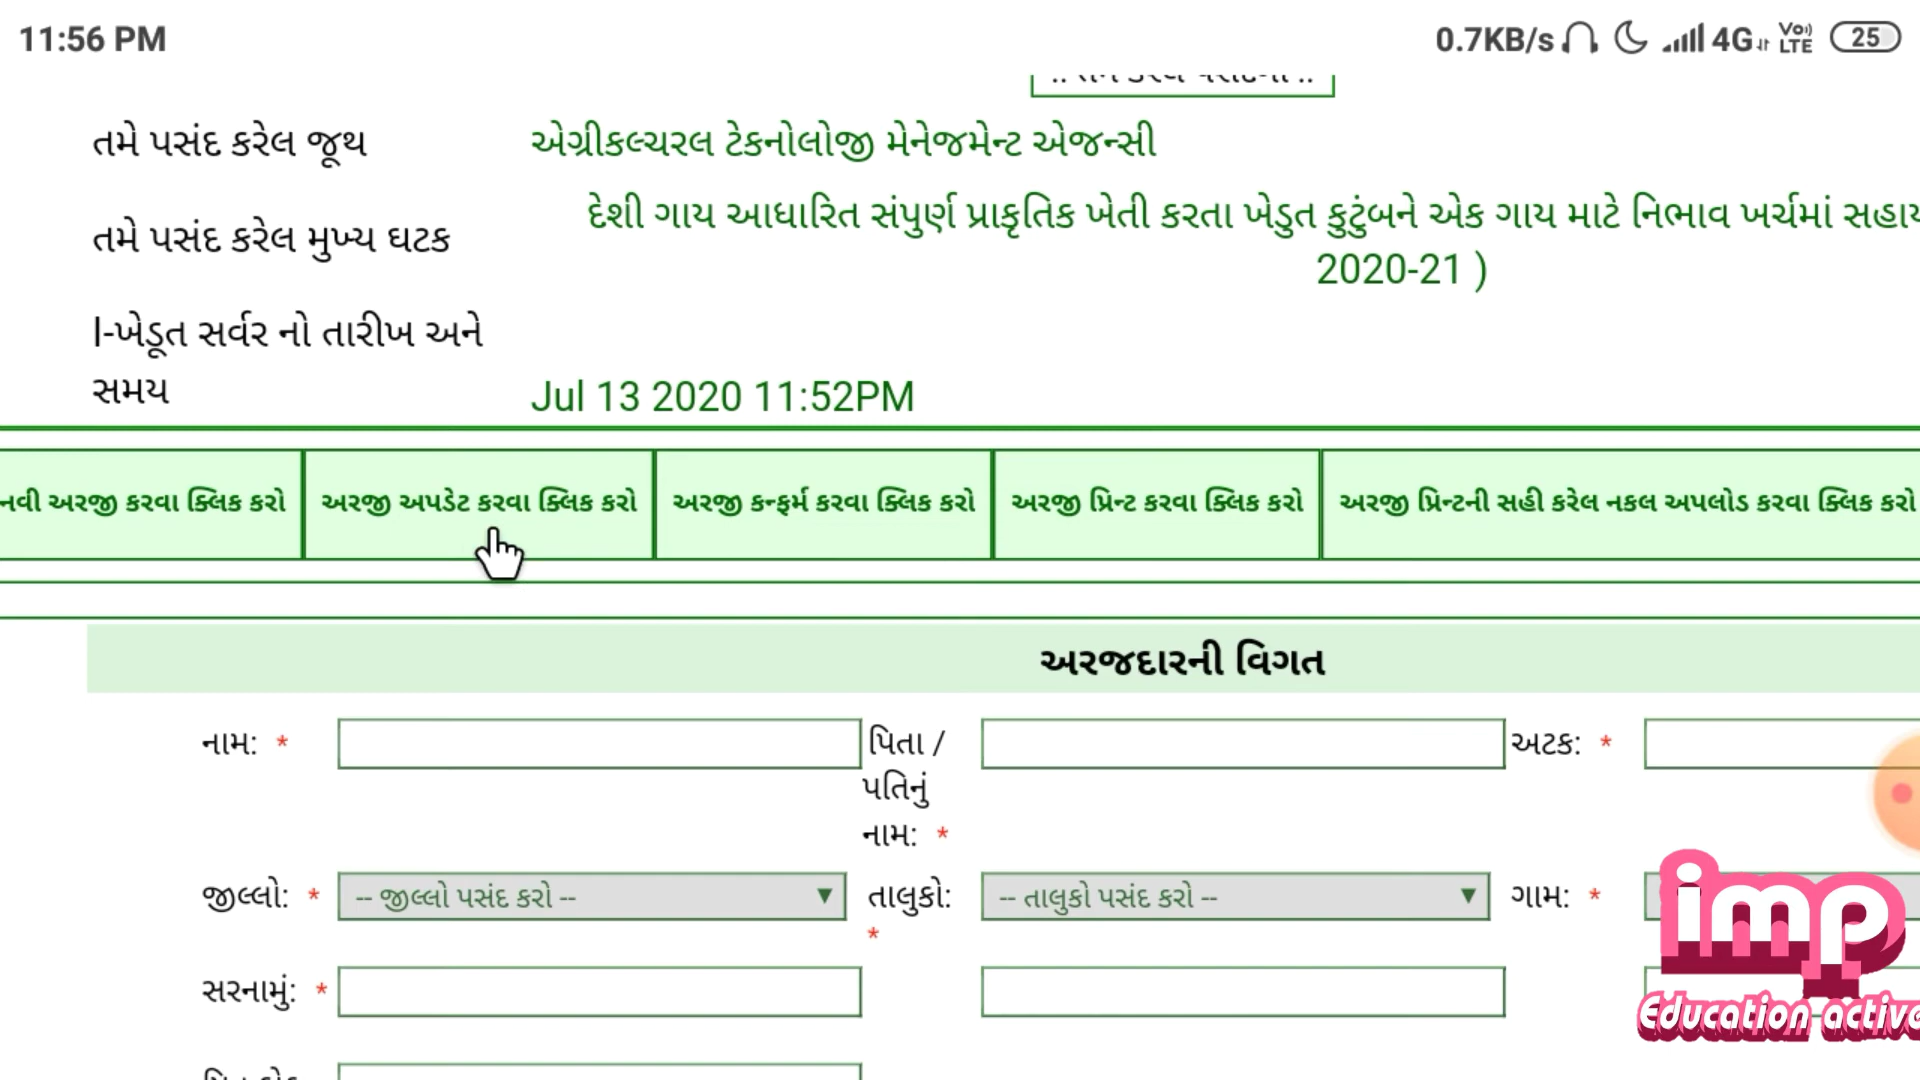 11:56 PM
0.7KB/s 4G Vo) LTE 25
તમે પસંદ કરેલ જૂથ
એગ્રીકલ્ચરલ ટેકનોલોજી મેનેજમેન્ટ એજન્સી
તમે પસંદ કરેલ મુખ્ય ઘટક
દેશી ગાય આધારિત સંપુર્ણ પ્રાકૃતિક ખેતી કરતા ખેડુત કુટુંબને એક ગાય માટે નિભાવ ખર્ચમાં
2020-21 )
I-ખેડૂત સર્વર નો તારીખ અને
સમય
Jul 13 2020 11:52PM
નવી અરજી કરવા ક્લિક કરો
અરજી અપડેટ કરવા ક્લિક કરો
અરજી કન્ફર્મ કરવા ક્લિક કરો
અરજી પ્રિન્ટ કરવા ક્લિક કરો
અરજી પ્રિન્ટની સહી કરેલ નકલ અપલોડ કરવા ક્લિક કરો
અરજદારની વિગત
નામ: *
પિતા /
પતિનું
નામ: *
અટક: *
જીલ્લો: *
-- જીલ્લો પસંદ કરો --
તાલુકો:
*
-- તાલુકો પસંદ કરો --
ગામ: *
સરનામું: *
imp
Education active